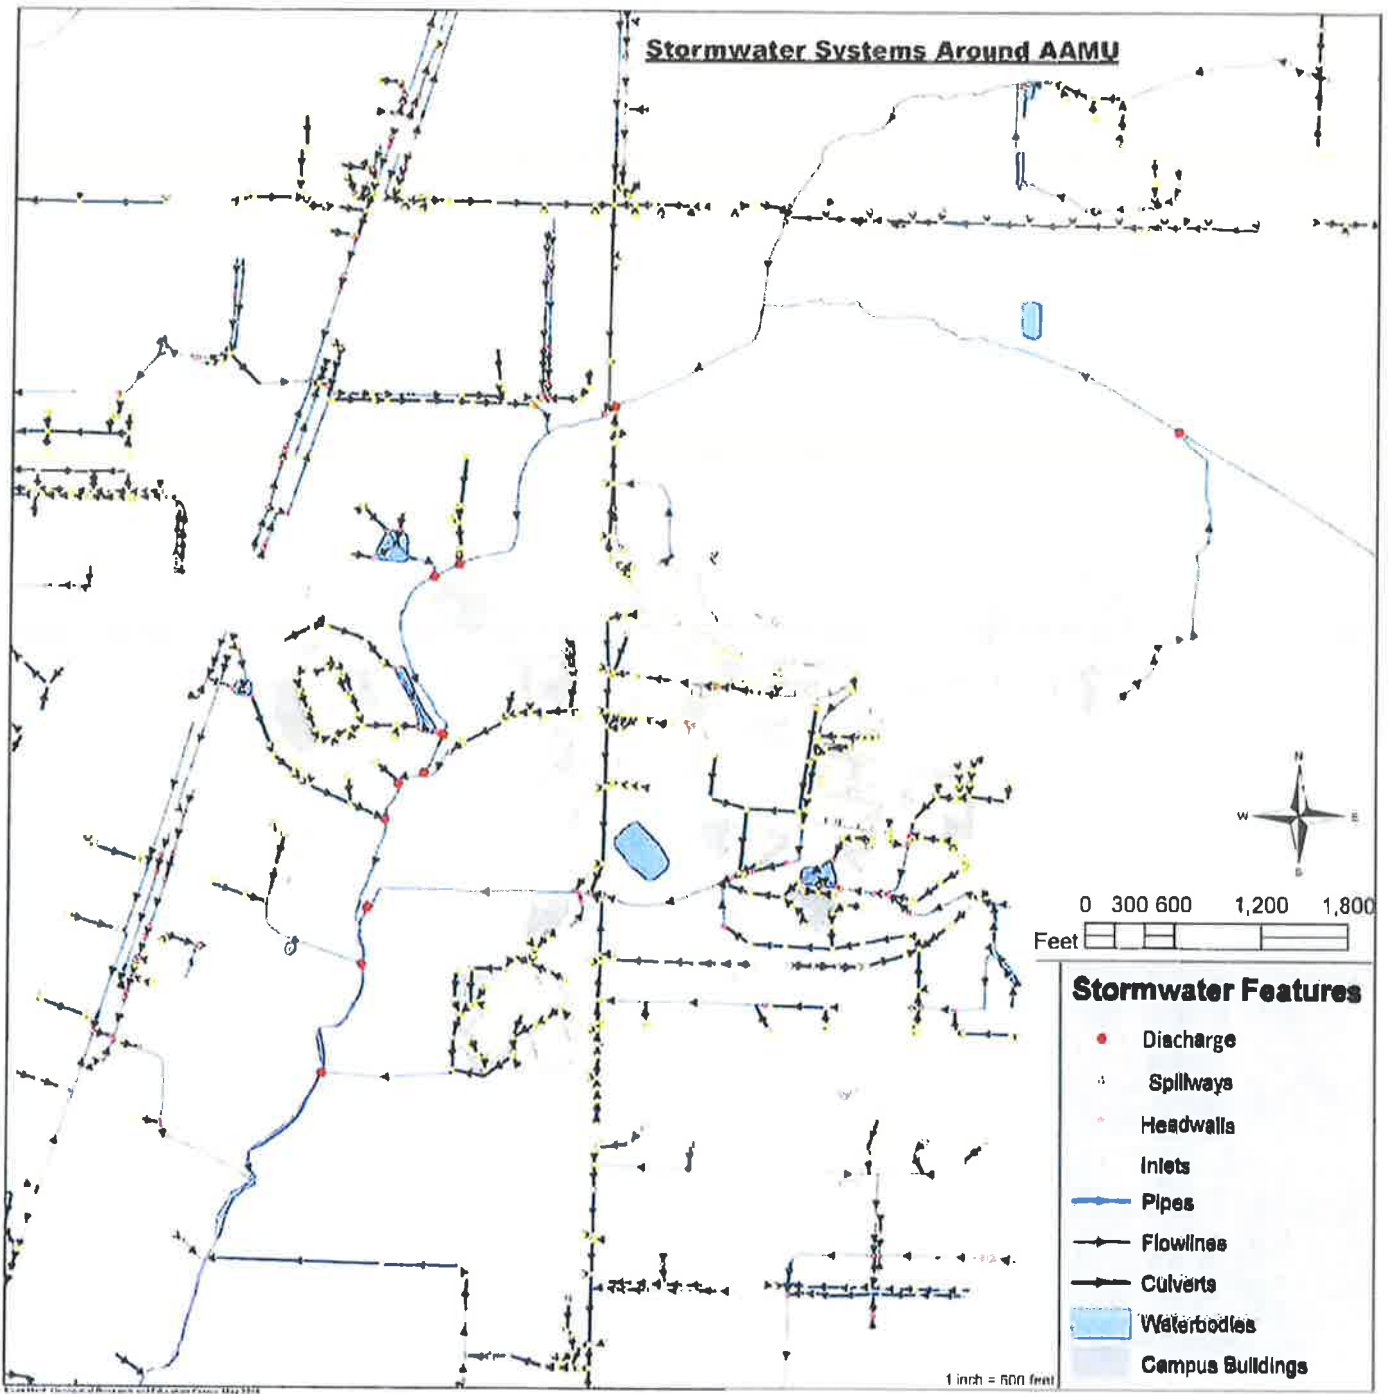 Stormwater Systems Around AAMU
N
W
E
S
0 300 600 1,200 1,800
Feet
Stormwater Features
Discharge
Spillways
Headwalls
Inlets
Pipes
Flowlines
Culverts
Waterbodies
Campus Buildings
1 inch = 600 feet